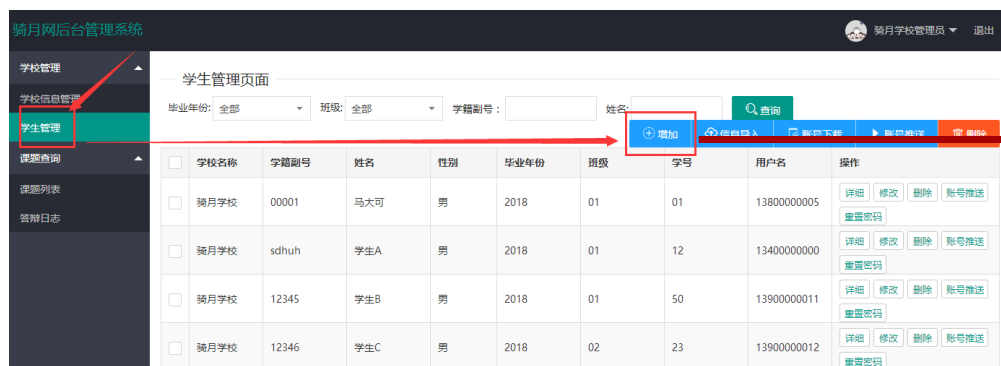 骑月网后台管理系统 骑月学校管理员 退出
学校管理
学校信息管理
学生管理
课题查询
课题列表
答辩日志
学生管理页面
毕业年份: 全部 班级: 全部 学籍副号: 姓名: 查询
增加 信息导入 账号下载 账号推送 删除
学校名称 学籍副号 姓名 性别 毕业年份 班级 学号 用户名 操作
骑月学校 00001 马大可 男 2018 01 01 13800000005 详细 修改 删除 账号推送
重置密码
骑月学校 sdhuh 学生A 男 2018 01 12 13400000000 详细 修改 删除 账号推送
重置密码
骑月学校 12345 学生B 男 2018 01 50 13900000011 详细 修改 删除 账号推送
重置密码
骑月学校 12346 学生C 男 2018 02 23 13900000012 详细 修改 删除 账号推送
重置密码